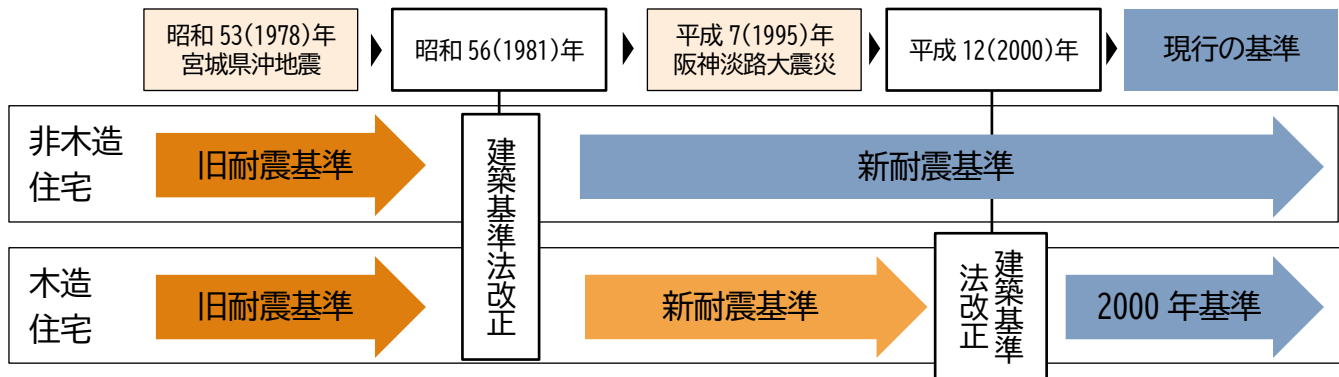 昭和 53(1978)年
宮城県沖地震
昭和 56(1981)年
平成 7(1995)年
阪神淡路大震災
平成 12(2000)年
現行の基準
非木造
住宅
旧耐震基準
建築基準法改正
新耐震基準
木造
住宅
旧耐震基準
新耐震基準
建築基準
法改正
2000 年基準